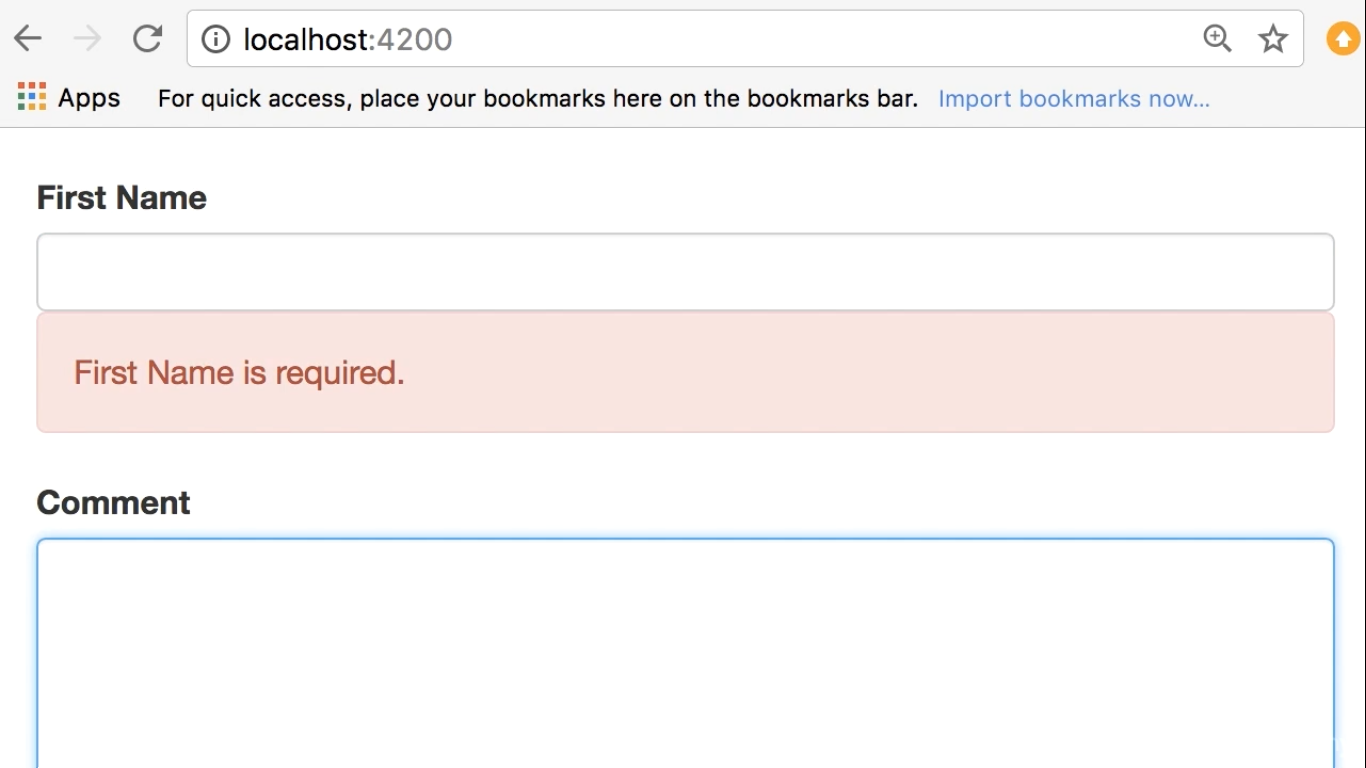 localhost:4200
Apps For quick access, place your bookmarks here on the bookmarks bar. Import bookmarks now...
First Name
First Name is required.
Comment